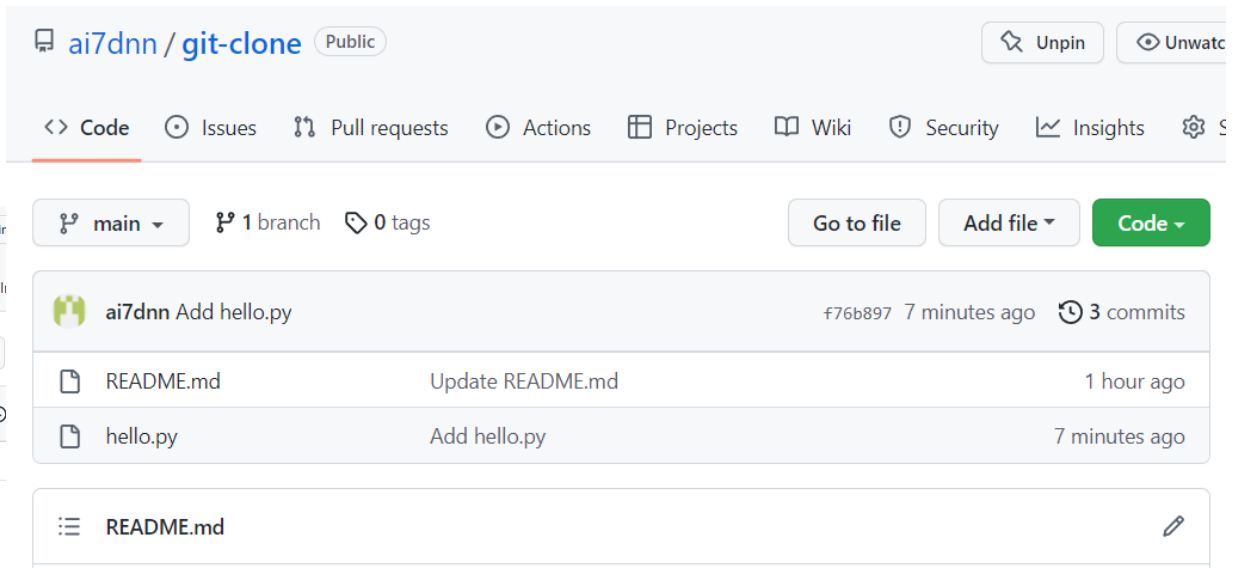 ai7dnn / git-clone Public Unpin Unwatc
Code Issues Pull requests Actions Projects Wiki Security Insights S
main 1 branch 0 tags Go to file Add file Code
ai7dnn Add hello.py f76b897 7 minutes ago 3 commits
README.md Update README.md 1 hour ago
hello.py Add hello.py 7 minutes ago
README.md